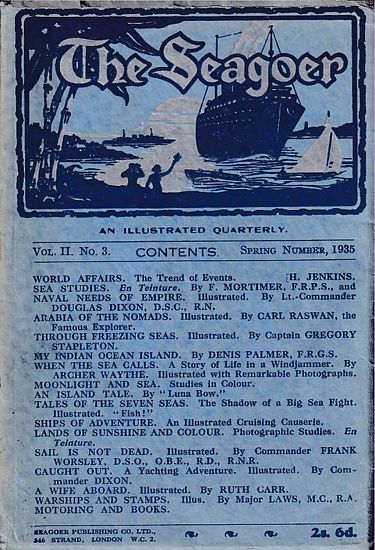 The Seagoer
AN ILLUSTRATED QUARTERLY.
VOL. II. No. 3. CONTENTS. SPRING NUMBER, 1935
WORLD AFFAIRS. The Trend of Events. [H. JENKINS.
SEA STUDIES. En Teinture. By F. MORTIMER, F.R.P.S., and
NAVAL NEEDS OF EMPIRE. Illustrated. By Lt.-Commander
DOUGLAS DIXON, D.S.C., R.N.
ARABIA OF THE NOMADS. Illustrated. By CARL RASWAN, the
Famous Explorer.
THROUGH FREEZING SEAS. Illustrated. By Captain GREGORY
STAPLETON.
MY INDIAN OCEAN ISLAND. By DENIS PALMER, F.R.G.S.
WHEN THE SEA CALLS. A Story of Life in a Windjammer. By
ARCHER WAYTHE. Illustrated with Remarkable Photographs.
MOONLIGHT AND SEA. Studies in Colour.
AN ISLAND TALE. By "Luna Bow."
TALES OF THE SEVEN SEAS. The Shadow of a Big Sea Fight.
Illustrated. "Fish!"
SHIPS OF ADVENTURE. An Illustrated Cruising Causerie.
LANDS OF SUNSHINE AND COLOUR. Photographic Studies. En
Teinture.
SAIL IS NOT DEAD. Illustrated. By Commander FRANK
WORSLEY, D.S.O., O.B.E., R.D., R.N.R.
CAUGHT OUT. A Yachting Adventure. Illustrated. By Com-
mander DIXON.
A WIFE ABOARD. Illustrated. By RUTH CARR.
WARSHIPS AND STAMPS. Illus. By Major LAWS, M.C., R.A.
MOTORING AND BOOKS.
SEAGOER PUBLISHING CO. LTD.,
346 STRAND, LONDON W.C. 2.
2s. 6d.